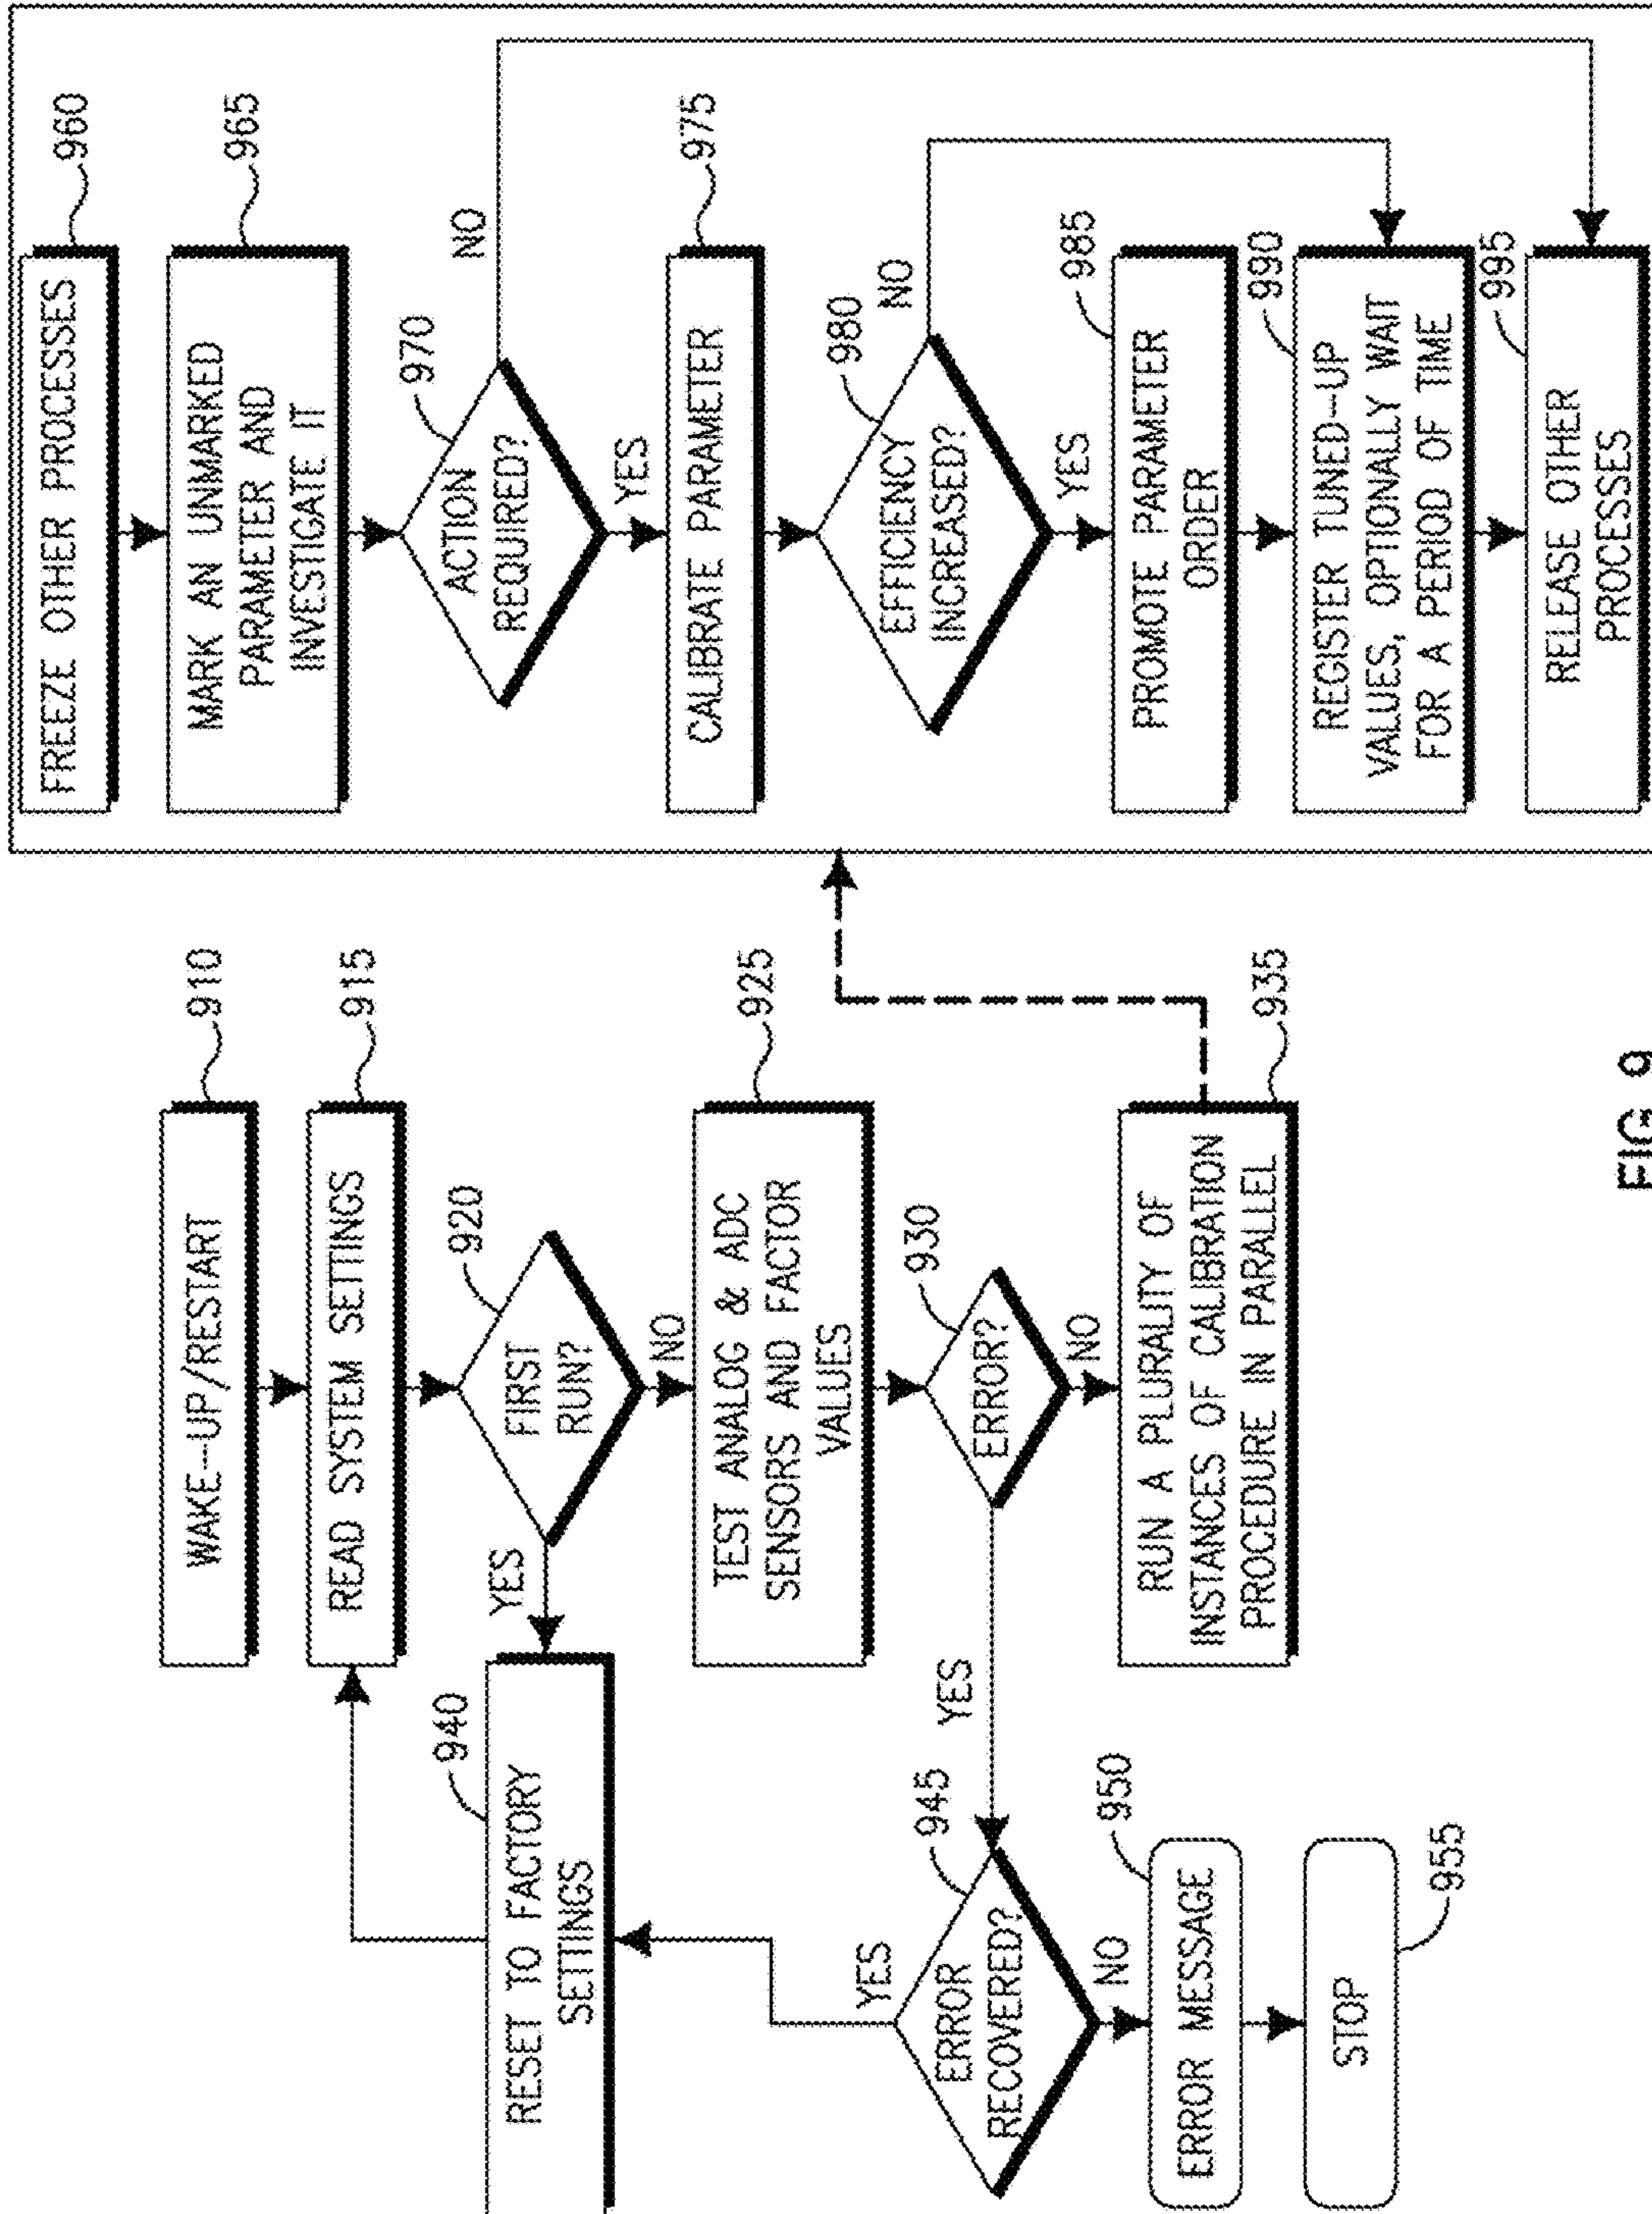 WAKE-UP/RESTART
910
READ SYSTEM SETTINGS
915
FIRST
RUN?
920
YES
NO
RESET TO FACTORY
SETTINGS
940
TEST ANALOG & ADC
SENSORS AND FACTOR
VALUES
925
ERROR?
930
YES
NO
ERROR
RECOVERED?
945
YES
NO
RUN A PLURALITY OF
INSTANCES OF CALIBRATION
PROCEDURE IN PARALLEL
935
ERROR MESSAGE
950
STOP
955
FREEZE OTHER PROCESSES
960
MARK AN UNMARKED
PARAMETER AND
INVESTIGATE IT
965
ACTION
REQUIRED?
970
NO
YES
CALIBRATE PARAMETER
975
EFFICIENCY
INCREASED?
980
NO
YES
PROMOTE PARAMETER
ORDER
985
REGISTER TUNED-UP
VALUES, OPTIONALLY WAIT
FOR A PERIOD OF TIME
990
RELEASE OTHER
PROCESSES
995
FIG 9